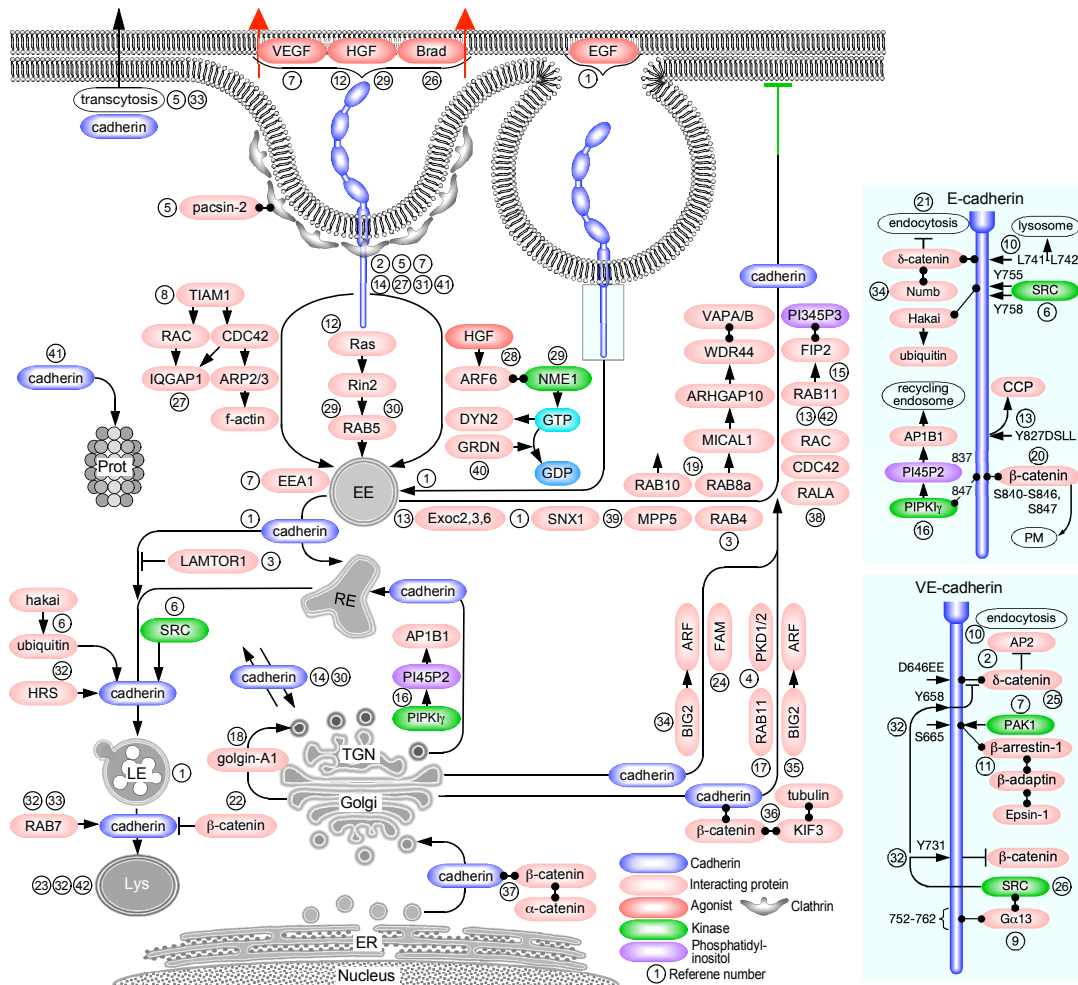 VEGF HGF Brad
7 12 29 26
EGF
1
transcytosis 5 33
cadherin
5 pacsin-2
2 5 7
14 27 31 41
8 TIAM1
RAC CDC42
IQGAP1 ARP2/3
27
f-actin
41
cadherin
Prot
12
Ras
Rin2
29 30
RAB5
HGF
28 29
ARF6 NME1
DYN2 GTP
GRDN
40 GDP
7 EEA1
EE
1
cadherin
VAPA/B
WDR44
ARHGAP10
MICAL1
19
RAB10 RAB8a
PI345P3
FIP2
15
RAB11
13 42
RAC
CDC42
RALA
38
13 Exoc2,3,6 1 SNX1 39 MPP5 RAB4
3
1 cadherin
LAMTOR1 3
RE
cadherin
hakai
6
ubiquitin
32
HRS
6
SRC
cadherin
LE 1
32 33
RAB7 cadherin
22
β-catenin
23 32 42 Lys
AP1B1
PI45P2
16
PIPKIγ
cadherin 14 30
18
golgin-A1
TGN
Golgi
ARF FAM
24
34 BIG2
PKD1/2 ARF
4
RAB11 BIG2
17 35
cadherin
cadherin tubulin
36
β-catenin KIF3
cadherin β-catenin
37
α-catenin
ER
Nucleus
Cadherin
Interacting protein
Agonist Clathrin
Kinase
Phosphatidyl-
inositol
1 Referene number
E-cadherin
21
endocytosis lysosome
10
δ-catenin L741 L742
34 Numb Y755
SRC
Hakai Y758 6
ubiquitin
recycling
endosome CCP
13
AP1B1 Y827DSLL
20
PI45P2 837 β-catenin
847 S840-S846,
PIPKIγ S847
16
PM
VE-cadherin
endocytosis
10
AP2
2
D646EE δ-catenin
Y658 25
7
32 PAK1
S665
β-arrestin-1
11
β-adaptin
Epsin-1
Y731
32 β-catenin
SRC 26
752-762 Gα13
9